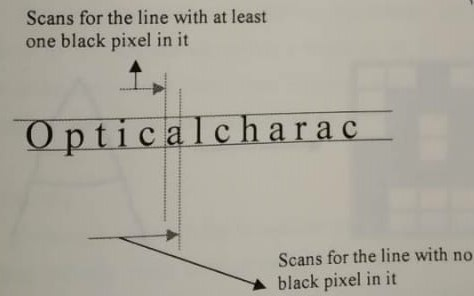 Scans for the line with at least
one black pixel in it
Opticalcharac
Scans for the line with no
black pixel in it